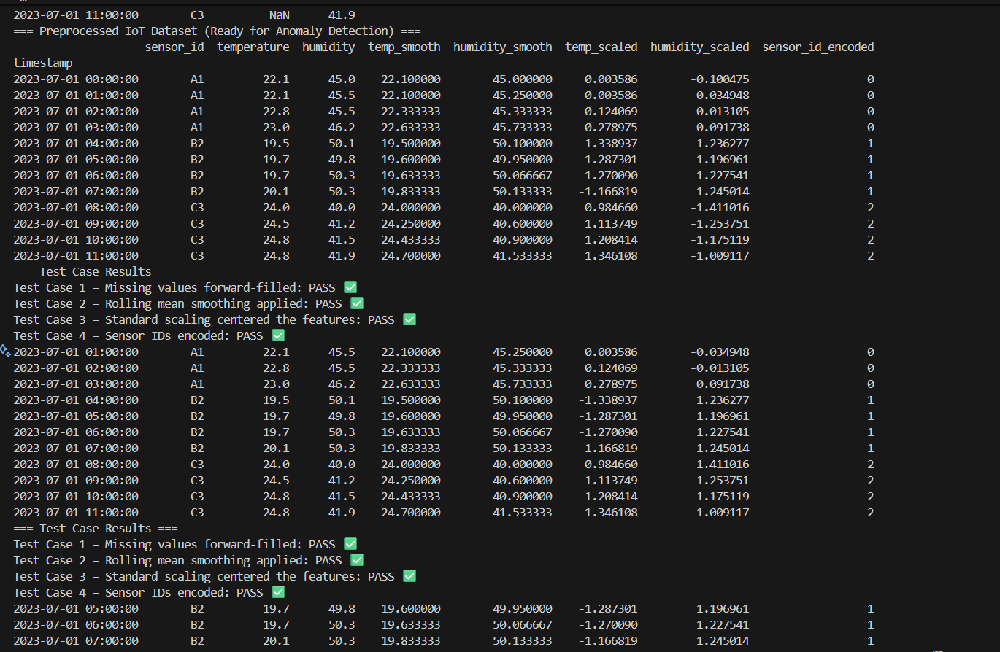 2023-07-01 11:00:00 C3 NaN 41.9
=== Preprocessed IoT Dataset (Ready for Anomaly Detection) ===
sensor_id temperature humidity temp_smooth humidity_smooth temp_scaled humidity_scaled sensor_id_encoded
timestamp
2023-07-01 00:00:00 A1 22.1 45.0 22.100000 45.000000 0.003586 -0.100475 0
2023-07-01 01:00:00 A1 22.1 45.5 22.100000 45.250000 0.003586 -0.034948 0
2023-07-01 02:00:00 A1 22.8 45.5 22.333333 45.333333 0.124069 -0.013105 0
2023-07-01 03:00:00 A1 23.0 46.2 22.633333 45.733333 0.278975 0.091738 0
2023-07-01 04:00:00 B2 19.5 50.1 19.500000 50.100000 -1.338937 1.236277 1
2023-07-01 05:00:00 B2 19.7 49.8 19.600000 49.950000 -1.287301 1.196961 1
2023-07-01 06:00:00 B2 19.7 50.3 19.633333 50.066667 -1.270090 1.227541 1
2023-07-01 07:00:00 B2 20.1 50.3 19.833333 50.133333 -1.166819 1.245014 1
2023-07-01 08:00:00 C3 24.0 40.0 24.000000 40.000000 0.984660 -1.411016 2
2023-07-01 09:00:00 C3 24.5 41.2 24.250000 40.600000 1.113749 -1.253751 2
2023-07-01 10:00:00 C3 24.8 41.5 24.433333 40.900000 1.208414 -1.175119 2
2023-07-01 11:00:00 C3 24.8 41.9 24.700000 41.533333 1.346108 -1.009117 2
=== Test Case Results ===
Test Case 1 – Missing values forward-filled: PASS ✅
Test Case 2 – Rolling mean smoothing applied: PASS ✅
Test Case 3 – Standard scaling centered the features: PASS ✅
Test Case 4 – Sensor IDs encoded: PASS ✅
2023-07-01 01:00:00 A1 22.1 45.5 22.100000 45.250000 0.003586 -0.034948 0
2023-07-01 02:00:00 A1 22.8 45.5 22.333333 45.333333 0.124069 -0.013105 0
2023-07-01 03:00:00 A1 23.0 46.2 22.633333 45.733333 0.278975 0.091738 0
2023-07-01 04:00:00 B2 19.5 50.1 19.500000 50.100000 -1.338937 1.236277 1
2023-07-01 05:00:00 B2 19.7 49.8 19.600000 49.950000 -1.287301 1.196961 1
2023-07-01 06:00:00 B2 19.7 50.3 19.633333 50.066667 -1.270090 1.227541 1
2023-07-01 07:00:00 B2 20.1 50.3 19.833333 50.133333 -1.166819 1.245014 1
2023-07-01 08:00:00 C3 24.0 40.0 24.000000 40.000000 0.984660 -1.411016 2
2023-07-01 09:00:00 C3 24.5 41.2 24.250000 40.600000 1.113749 -1.253751 2
2023-07-01 10:00:00 C3 24.8 41.5 24.433333 40.900000 1.208414 -1.175119 2
2023-07-01 11:00:00 C3 24.8 41.9 24.700000 41.533333 1.346108 -1.009117 2
=== Test Case Results ===
Test Case 1 – Missing values forward-filled: PASS ✅
Test Case 2 – Rolling mean smoothing applied: PASS ✅
Test Case 3 – Standard scaling centered the features: PASS ✅
Test Case 4 – Sensor IDs encoded: PASS ✅
2023-07-01 05:00:00 B2 19.7 49.8 19.600000 49.950000 -1.287301 1.196961 1
2023-07-01 06:00:00 B2 19.7 50.3 19.633333 50.066667 -1.270090 1.227541 1
2023-07-01 07:00:00 B2 20.1 50.3 19.833333 50.133333 -1.166819 1.245014 1